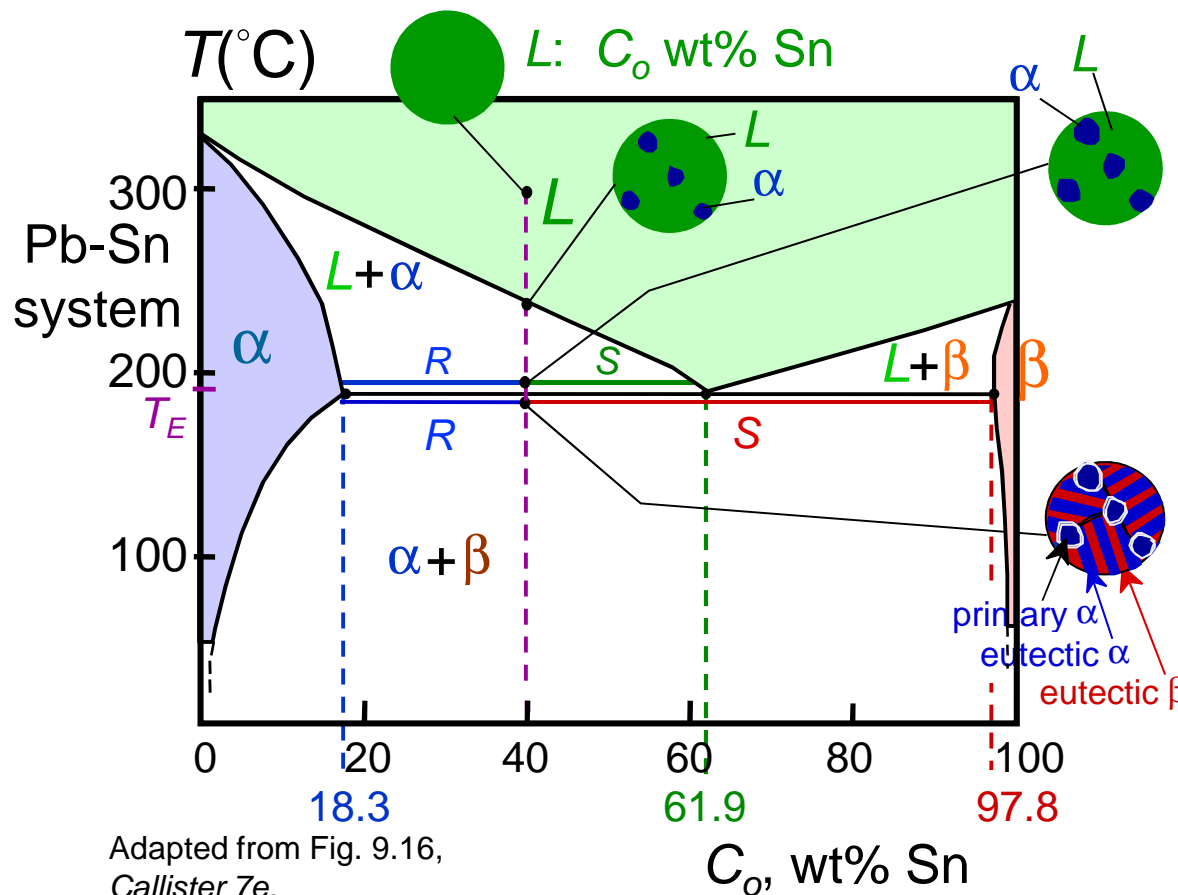 T(°C)
L: Co wt% Sn
α
L
L
α
300
L
Pb-Sn
system
L+α
α
200
R
S
L+β
β
TE
R
S
100
α+β
primary α
eutectic α
eutectic β
0
20
40
60
80
100
18.3
61.9
97.8
Adapted from Fig. 9.16,
Callister 7e.
Co, wt% Sn